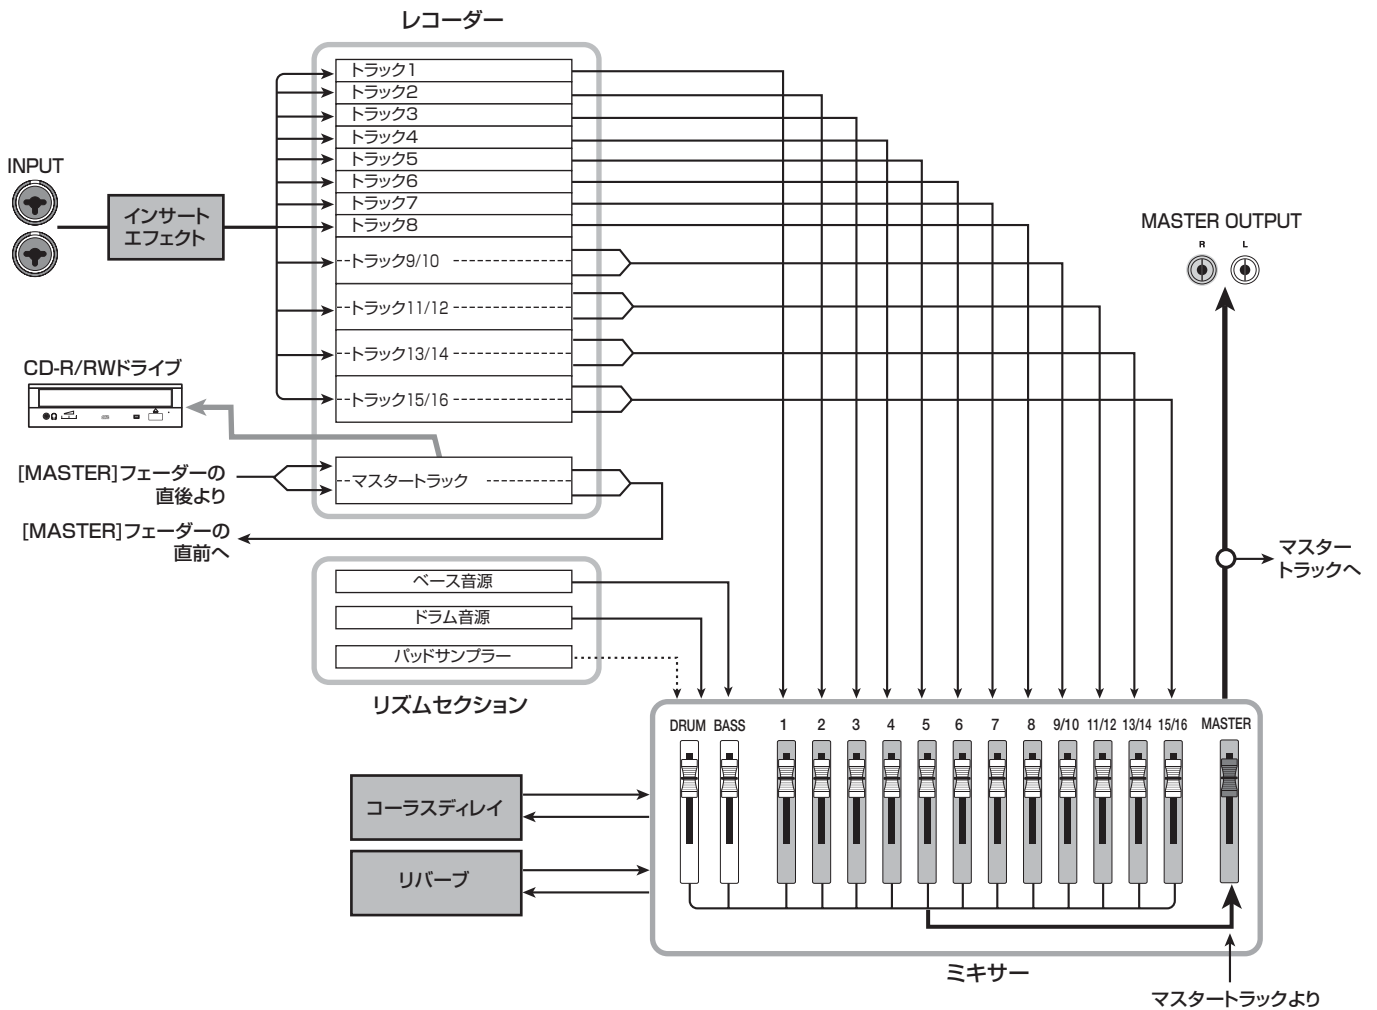 レコーダー
トラック1
トラック2
トラック3
トラック4
トラック5
トラック6
トラック7
トラック8
トラック9/10
トラック11/12
トラック13/14
トラック15/16
マスタートラック
INPUT
インサート
エフェクト
CD-R/RWドライブ
[MASTER]フェーダーの
直後より
[MASTER]フェーダーの
直前へ
MASTER OUTPUT
R L
マスター
トラックへ
ベース音源
ドラム音源
パッドサンプラー
リズムセクション
DRUM BASS 1 2 3 4 5 6 7 8 9/10 11/12 13/14 15/16 MASTER
コーラスディレイ
リバーブ
ミキサー
マスタートラックより